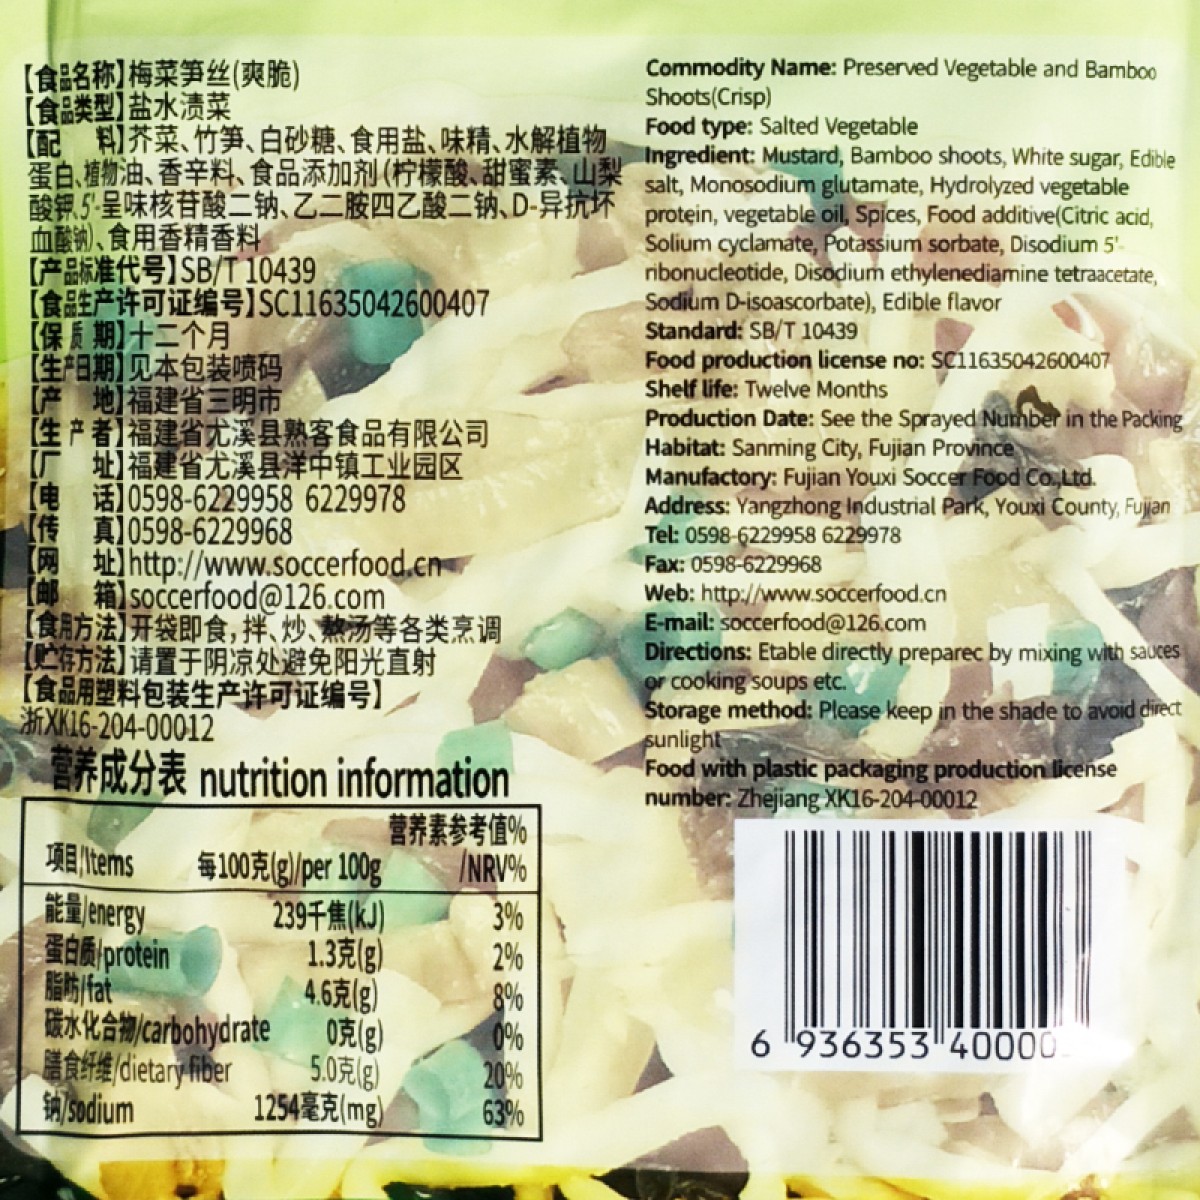 【食品名称】梅菜笋丝(爽脆)
【食品类型】盐水渍菜
【配 料】芥菜、竹笋、白砂糖、食用盐、味精、水解植物
蛋白、植物油、香辛料、食品添加剂(柠檬酸、甜蜜素、山梨
酸钾、5'-呈味核苷酸二钠、乙二胺四乙酸二钠、D-异抗坏
血酸钠)、食用香精香料
【产品标准代号】SB/T 10439
【食品生产许可证编号】SC11635042600407
【保 质 期】十二个月
【生产日期】见本包装喷码
【产 地】福建省三明市
【生 产 者】福建省尤溪县熟客食品有限公司
【厂 址】福建省尤溪县洋中镇工业园区
【电 话】0598-6229958 6229978
【传 真】0598-6229968
【网 址】http://www.soccerfood.cn
【邮 箱】soccerfood@126.com
【食用方法】开袋即食,拌、炒、熬汤等各类烹调
【贮存方法】请置于阴凉处避免阳光直射
【食品用塑料包装生产许可证编号】
浙XK16-204-00012
营养成分表 nutrition information
营养素参考值%
项目/Items 每100克(g)/per 100g /NRV%
能量/energy 239千焦(kJ) 3%
蛋白质/protein 1.3克(g) 2%
脂肪/fat 4.6克(g) 8%
碳水化合物/carbohydrate 0克(g) 0%
膳食纤维/dietary fiber 5.0克(g) 20%
钠/sodium 1254毫克(mg) 63%
Commodity Name: Preserved Vegetable and Bamboo
Shoots(Crisp)
Food type: Salted Vegetable
Ingredient: Mustard, Bamboo shoots, White sugar, Edible
salt, Monosodium glutamate, Hydrolyzed vegetable
protein, vegetable oil, Spices, Food additive(Citric acid,
Solium cyclamate, Potassium sorbate, Disodium 5'-
ribonucleotide, Disodium ethylenediamine tetraacetate,
Sodium D-isoascorbate), Edible flavor
Standard: SB/T 10439
Food production license no: SC11635042600407
Shelf life: Twelve Months
Production Date: See the Sprayed Number in the Packing
Habitat: Sanming City, Fujian Province
Manufactory: Fujian Youxi Soccer Food Co.,Ltd.
Address: Yangzhong Industrial Park, Youxi County, Fujian
Tel: 0598-6229958 6229978
Fax: 0598-6229968
Web: http://www.soccerfood.cn
E-mail: soccerfood@126.com
Directions: Etable directly preparec by mixing with sauces
or cooking soups etc.
Storage method: Please keep in the shade to avoid direct
sunlight
Food with plastic packaging production license
number: Zhejiang XK16-204-00012
6 936353 40000